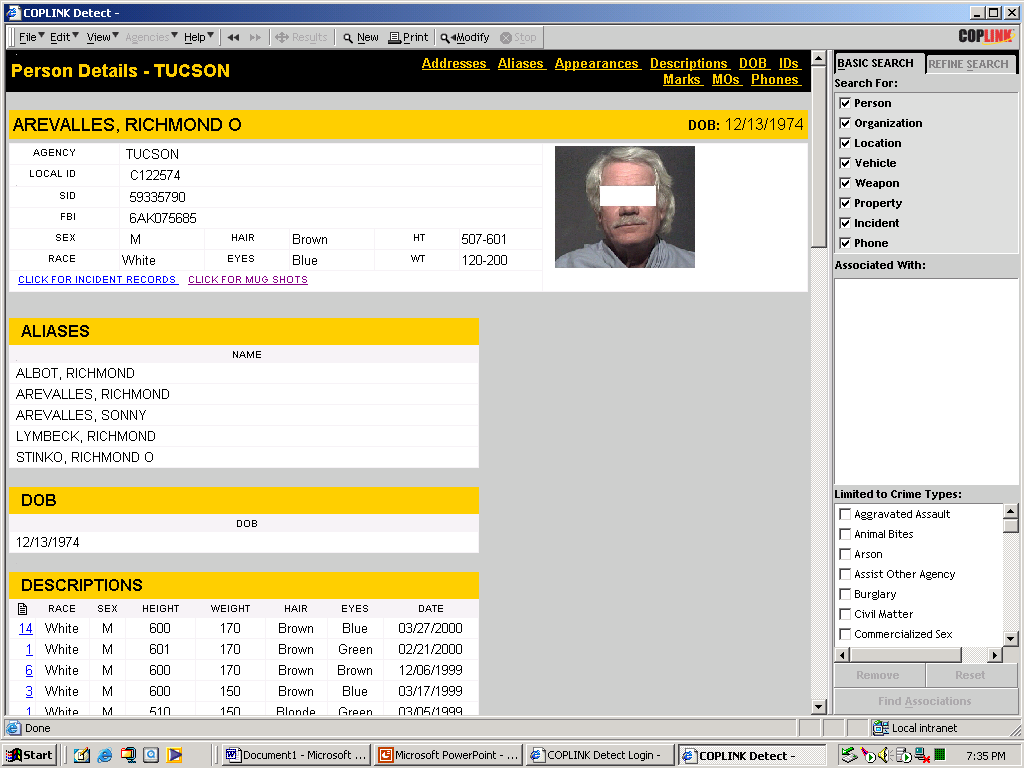 COPLINK Detect -
File Edit View Agencies Help Results New Print Modify Stop COPLINK
Person Details - TUCSON
Addresses Aliases Appearances Descriptions DOB IDs
Marks MOs Phones
AREVALLES, RICHMOND O DOB: 12/13/1974
AGENCY TUCSON
LOCAL ID C122574
SID 59335790
FBI 6AK075685
SEX M HAIR Brown HT 507-601
RACE White EYES Blue WT 120-200
CLICK FOR INCIDENT RECORDS CLICK FOR MUG SHOTS
ALIASES
NAME
ALBOT, RICHMOND
AREVALLES, RICHMOND
AREVALLES, SONNY
LYMBECK, RICHMOND
STINKO, RICHMOND O
DOB
DOB
12/13/1974
DESCRIPTIONS
RACE SEX HEIGHT WEIGHT HAIR EYES DATE
14 White M 600 170 Brown Blue 03/27/2000
1 White M 601 170 Brown Green 02/21/2000
6 White M 600 170 Brown Brown 12/06/1999
3 White M 600 150 Brown Blue 03/17/1999
1 White M 510 150 Blonde Green 03/05/1999
BASIC SEARCH REFINE SEARCH
Search For:
Person
Organization
Location
Vehicle
Weapon
Property
Incident
Phone
Associated With:
Limited to Crime Types:
Aggravated Assault
Animal Bites
Arson
Assist Other Agency
Burglary
Civil Matter
Commercialized Sex
Remove Reset
Find Associations
Done Local intranet
Start Document1 - Microsoft ... Microsoft PowerPoint - ... COPLINK Detect Login - COPLINK Detect - 7:35 PM